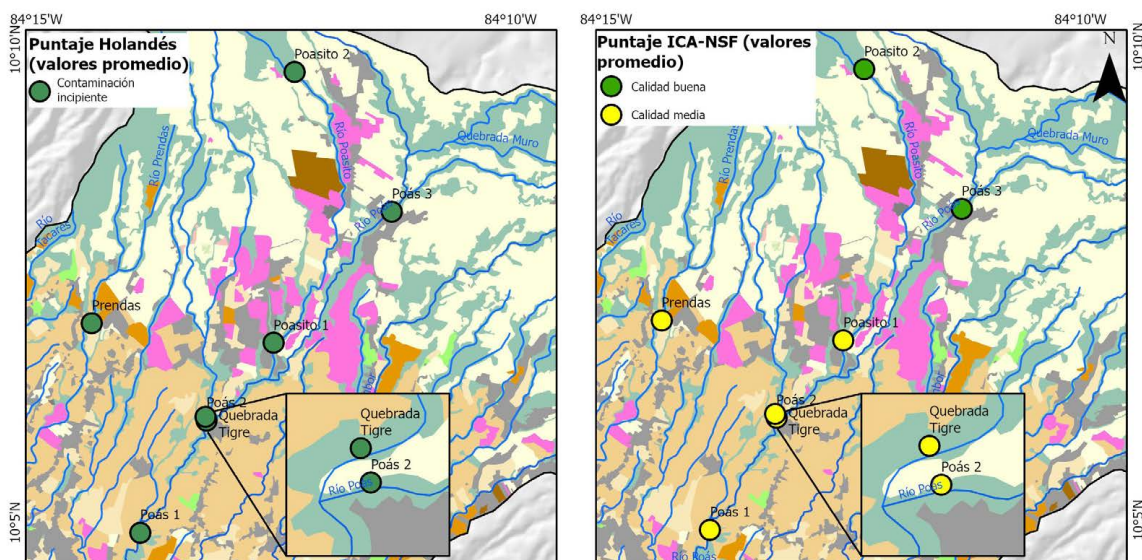 84°15'W
84°10'W
10°10'N
10°5'N
Puntaje Holandés
(valores promedio)
Contaminación
incipiente
Poasito 2
Río Poasito
Quebrada Muro
Río Prendas
Poás 3
Río
Tacares
Prendas
Poasito 1
Poás 2
Quebrada
Tigre
Quebrada
Tigre
Poás 2
Río Poás
Poás 1
84°15'W
84°10'W
10°10'N
10°5'N
Puntaje ICA-NSF (valores
promedio)
Calidad buena
Calidad media
N
Poasito 2
Río Poasito
Quebrada Muro
Río Prendas
Poás 3
Río
Tacares
Prendas
Poasito 1
Poás 2
Quebrada
Tigre
Quebrada
Tigre
Poás 2
Río Poás
Poás 1
Río Poás